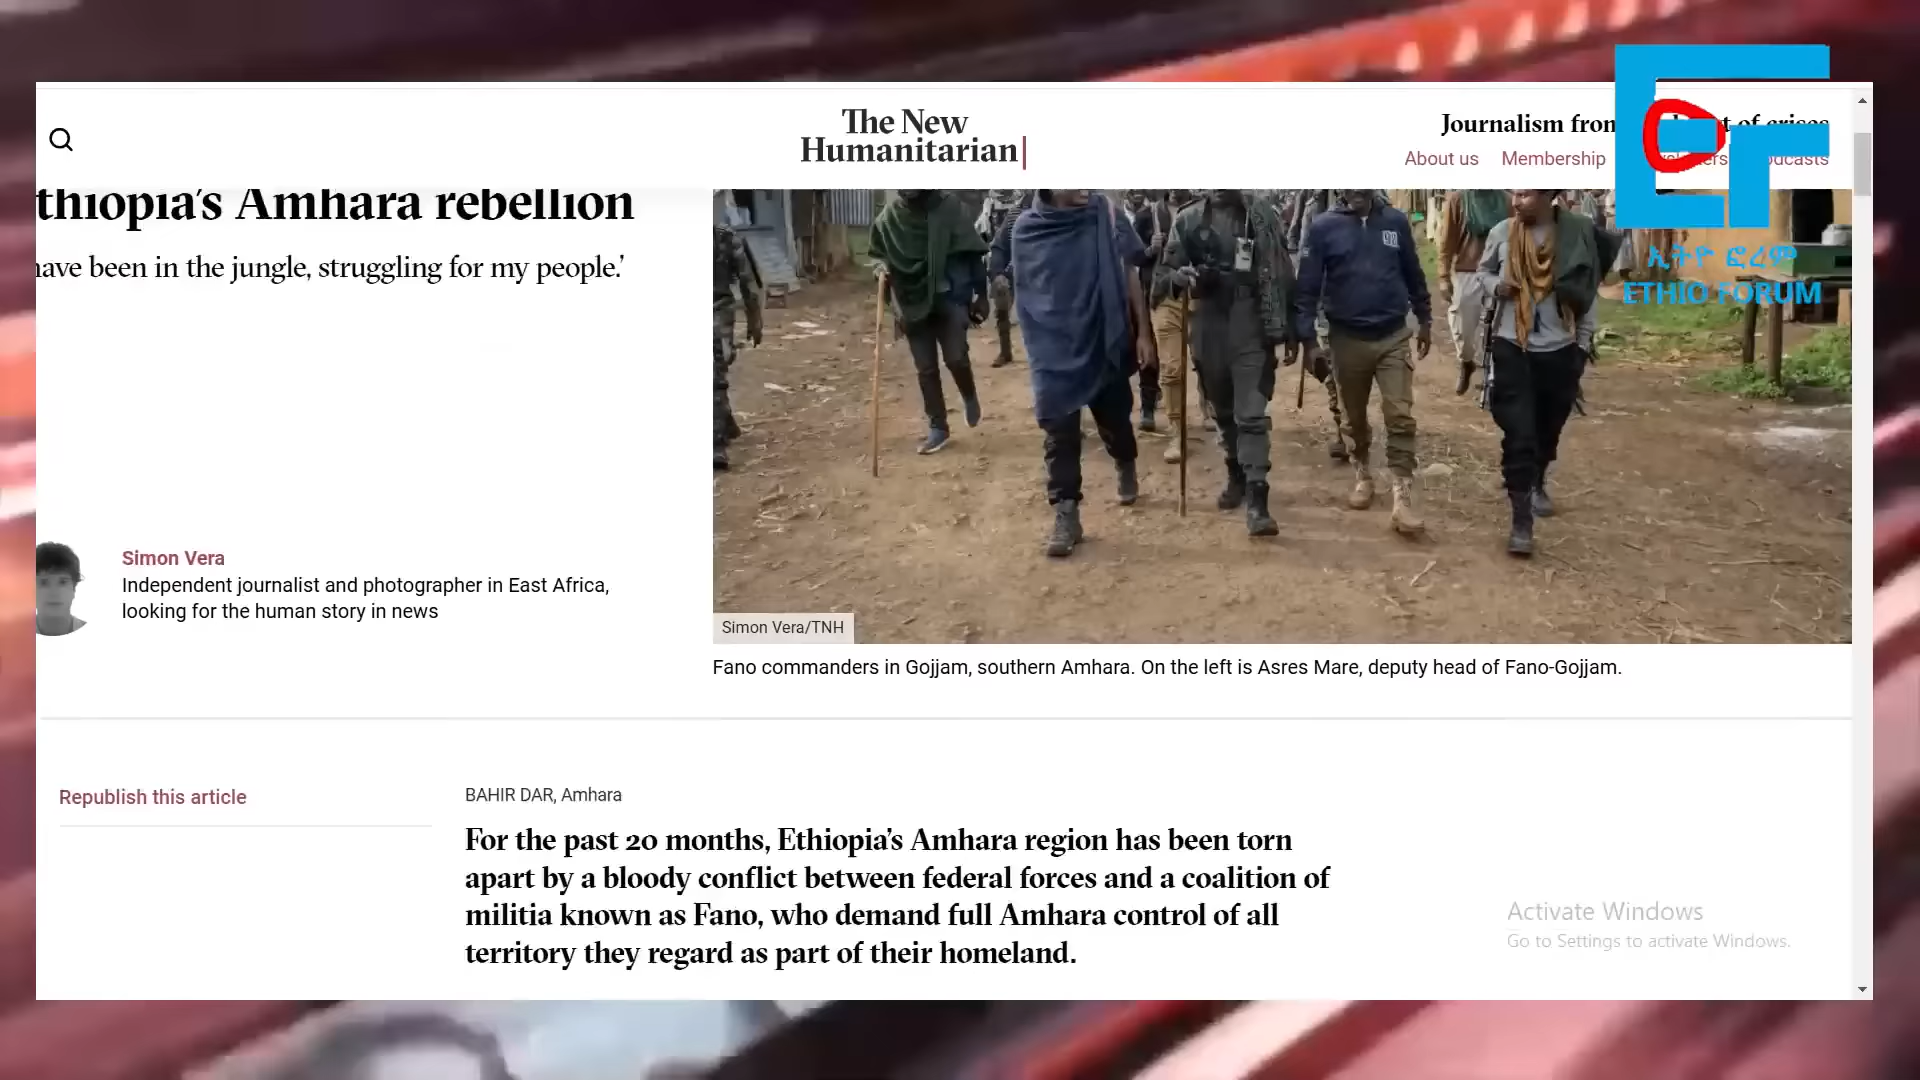 The New
Humanitarian
Journalism from
of crises
About us Membership
thiopia's Amhara rebellion
have been in the jungle, struggling for my people.'
ኢትዮ ፎረም
ETHIO FORUM
98
Simon Vera
Independent journalist and photographer in East Africa,
looking for the human story in news
Simon Vera/TNH
Fano commanders in Gojjam, southern Amhara. On the left is Asres Mare, deputy head of Fano-Gojjam.
Republish this article
BAHIR DAR, Amhara
For the past 20 months, Ethiopia's Amhara region has been torn
apart by a bloody conflict between federal forces and a coalition of
militia known as Fano, who demand full Amhara control of all
territory they regard as part of their homeland.
Activate Windows
Go to Settings to activate Windows.